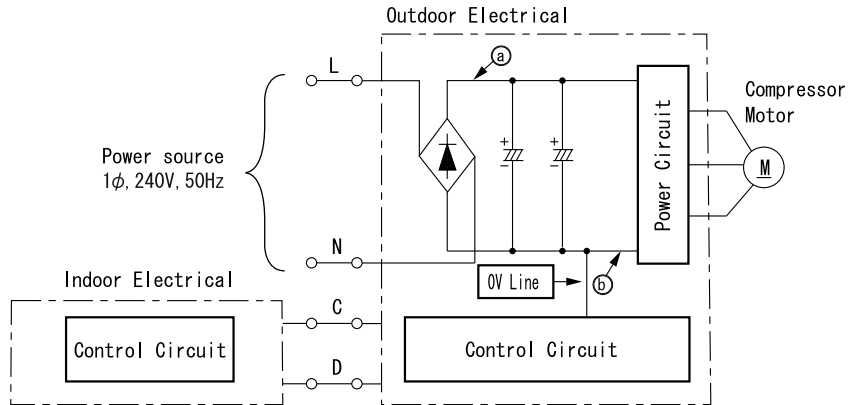 Outdoor Electrical
L
a
Compressor
Motor
Power source
1φ, 240V, 50Hz
+
-
+
-
Power Circuit
M
N
Indoor Electrical
0V Line
b
C
Control Circuit
Control Circuit
D